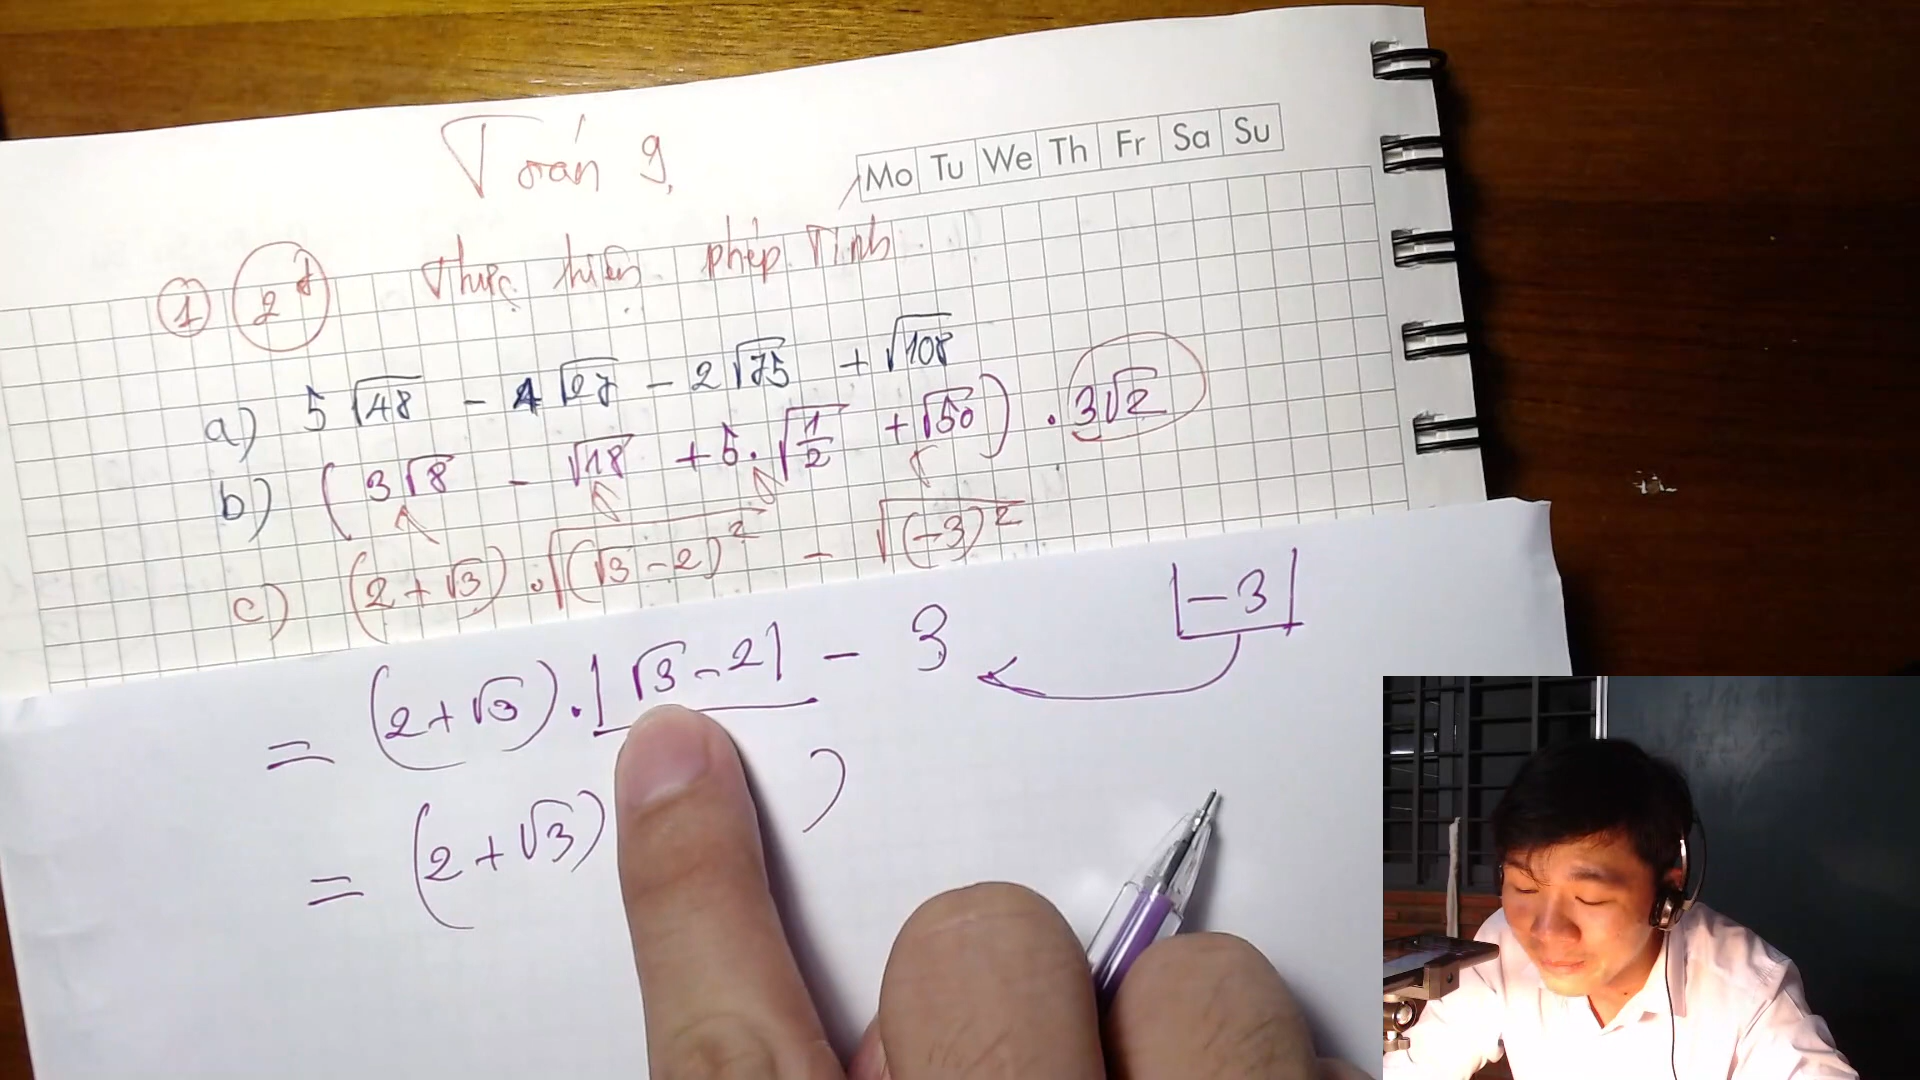 Toán 9
Mo Tu We Th Fr Sa Su
① 2đ Thực hiện phép tính
a) 5√48 - 4√27 - 2√75 + √108
b) (3√8 - √18 + 5.√(1/2) + √50) . 3√2
c) (2 + √3) . √(√3 - 2)² - √(-3)²
|-3|
= (2 + √3) . |√3 - 2| - 3
= (2 + √3) )